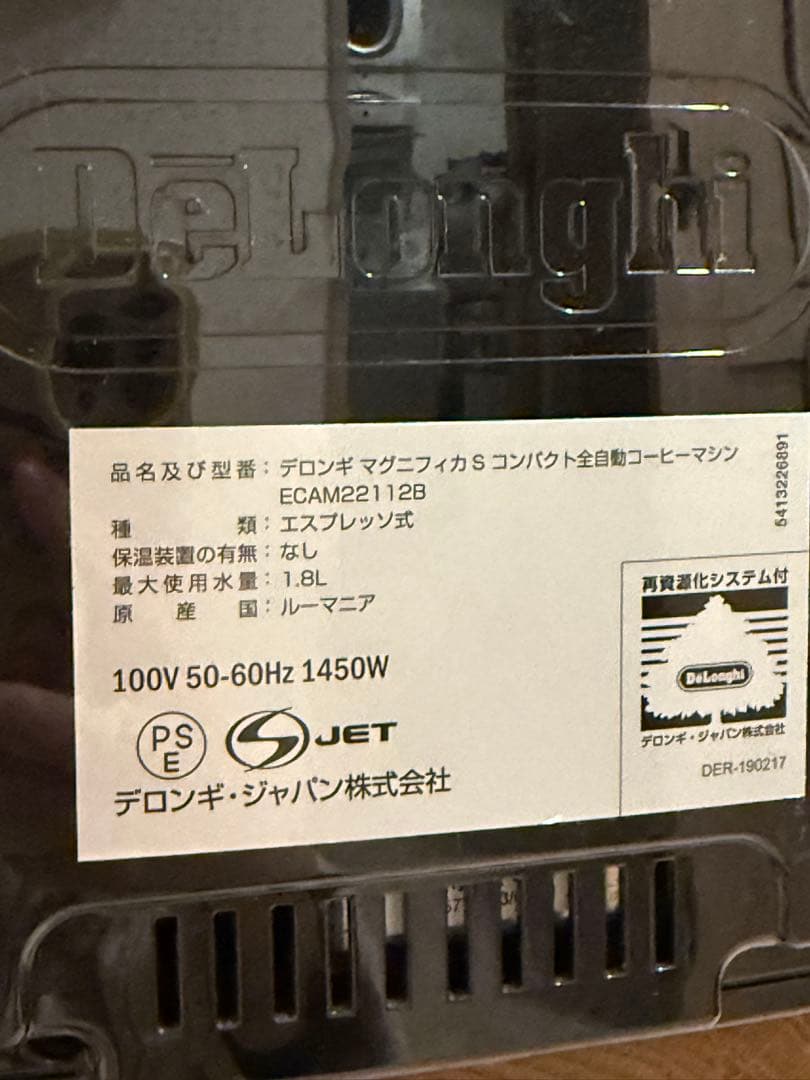 DeLonghi
品名及び型番：デロンギ マグニフィカ S コンパクト全自動コーヒーマシン
ECAM22112B
種類：エスプレッソ式
保温装置の有無：なし
最大使用水量：1.8L
原産国：ルーマニア
100V 50-60Hz 1450W
PSE
S JET
デロンギ・ジャパン株式会社
5413226891
再資源化システム付
DeLonghi
デロンギ・ジャパン株式会社
DER-190217